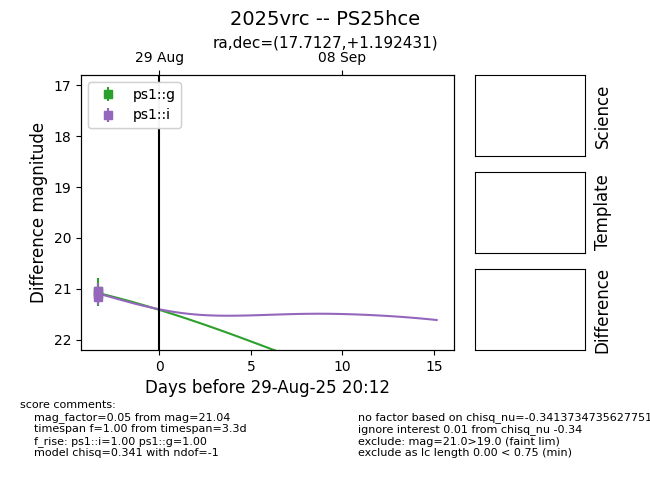 2025vrc -- PS25hce
ra,dec=(17.7127,+1.192431)
29 Aug
08 Sep
ps1::g
ps1::i
17
18
19
20
21
22
Difference magnitude
0
5
10
15
Days before 29-Aug-25 20:12
Science
Template
Difference
score comments:
mag_factor=0.05 from mag=21.04
timespan f=1.00 from timespan=3.3d
f_rise: ps1::i=1.00 ps1::g=1.00
model chisq=0.341 with ndof=-1
no factor based on chisq_nu=-0.3413734735627751
ignore interest 0.01 from chisq_nu -0.34
exclude: mag=21.0>19.0 (faint lim)
exclude as lc length 0.00 < 0.75 (min)